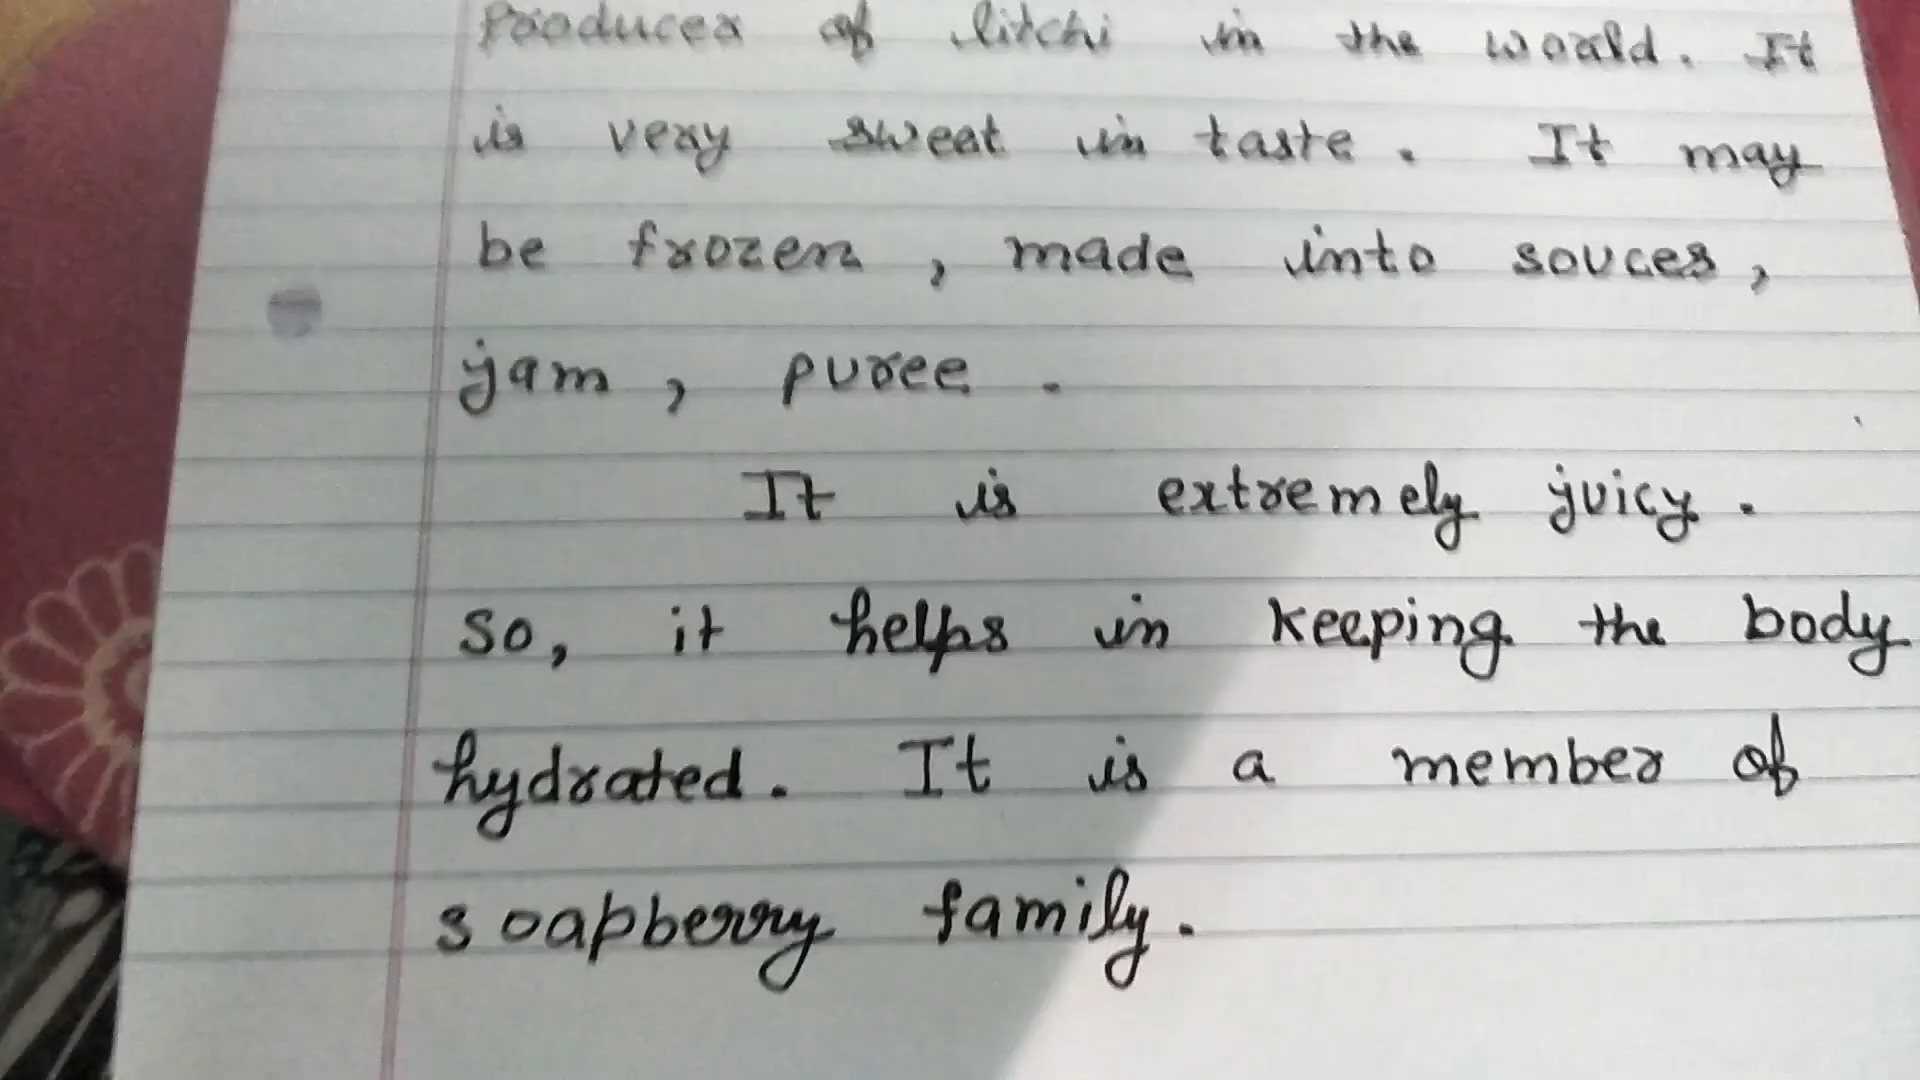 Producer of litchi in the world. It
is very sweat in taste. It may
be frozen, made into souces,
jam, puree.
It is extremely juicy.
So, it helps in keeping the body
hydrated. It is a member of
soapberry family.